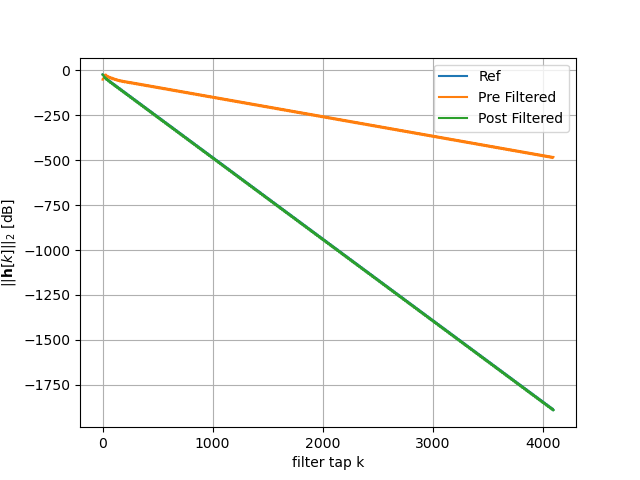 0
−250
−500
−750
−1000
−1250
−1500
−1750
||h[k]||₂ [dB]
Ref
Pre Filtered
Post Filtered
0 1000 2000 3000 4000
filter tap k